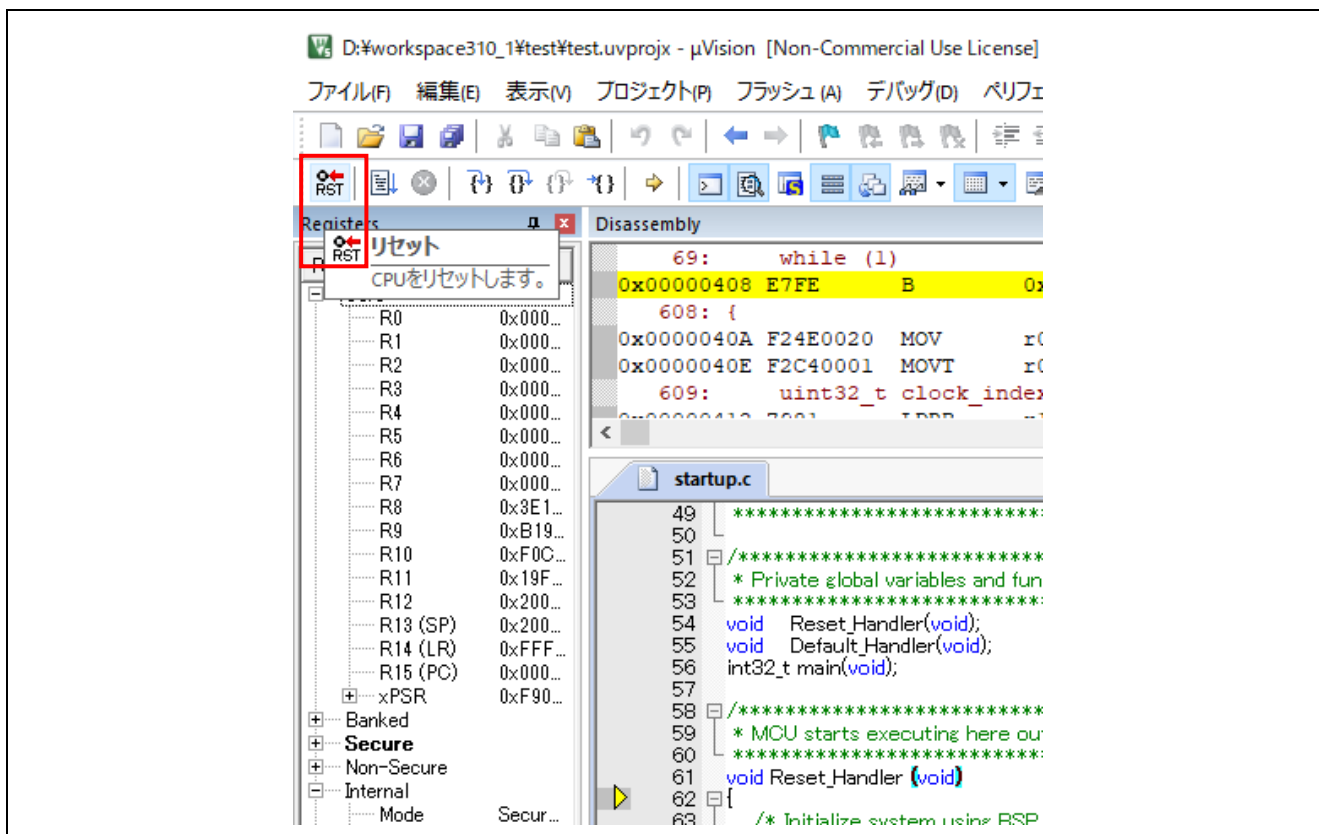 D:¥workspace310_1¥test¥test.uvprojx - µVision [Non-Commercial Use License]
ファイル(F) 編集(E) 表示(V) プロジェクト(P) フラッシュ (A) デバッグ(D) ペリフェ
RST
Registers
Disassembly
RST リセット
CPUをリセットします。
R0 0x000...
R1 0x000...
R2 0x000...
R3 0x000...
R4 0x000...
R5 0x000...
R6 0x000...
R7 0x000...
R8 0x3E1...
R9 0xB19...
R10 0xF0C...
R11 0x19F...
R12 0x200...
R13 (SP) 0x200...
R14 (LR) 0xFFF...
R15 (PC) 0x000...
xPSR 0xF90...
Banked
Secure
Non-Secure
Internal
Mode Secur...
69: while (1)
0x00000408 E7FE B 0x
608: {
0x0000040A F24E0020 MOV r0
0x0000040E F2C40001 MOVT r0
609: uint32_t clock_index
startup.c
49 ****************************
50
51 /****************************
52 * Private global variables and fun
53 ****************************
54 void Reset_Handler(void);
55 void Default_Handler(void);
56 int32_t main(void);
57
58 /****************************
59 * MCU starts executing here ou
60 ****************************
61 void Reset_Handler (void)
62 {
63 /* Initialize system using BSP